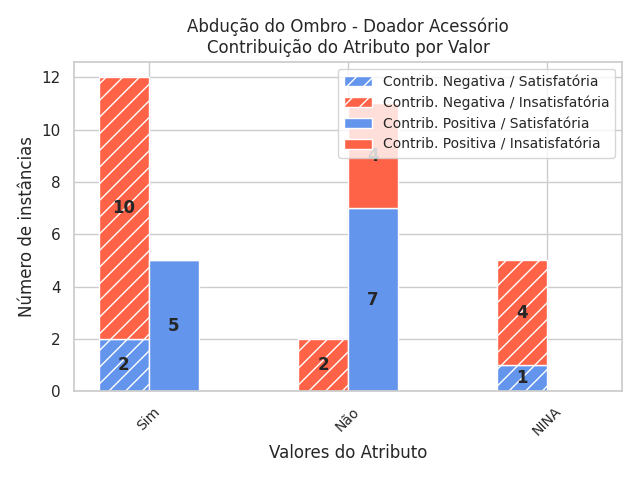 Abdução do Ombro - Doador Acessório
Contribuição do Atributo por Valor
Contrib. Negativa / Satisfatória
Contrib. Negativa / Insatisfatória
Contrib. Positiva / Satisfatória
Contrib. Positiva / Insatisfatória
Número de instâncias
12
10
8
6
4
2
0
10
2
5
2
4
7
4
1
Sim
Não
NINA
Valores do Atributo